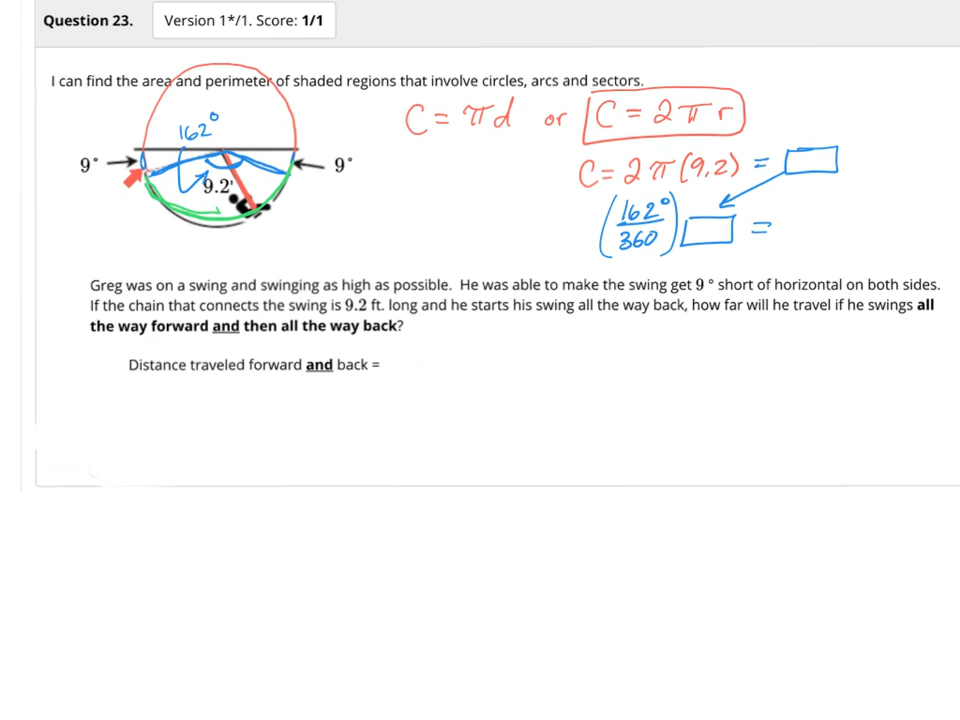 Question 23. Version 1*/1. Score: 1/1
I can find the area and perimeter of shaded regions that involve circles, arcs and sectors.
C = πd or C = 2πr
162°
9° 9°
C = 2π(9.2) =
9.2'
(162°/360) =
Greg was on a swing and swinging as high as possible. He was able to make the swing get 9 ° short of horizontal on both sides.
If the chain that connects the swing is 9.2 ft. long and he starts his swing all the way back, how far will he travel if he swings all
the way forward and then all the way back?
Distance traveled forward and back =